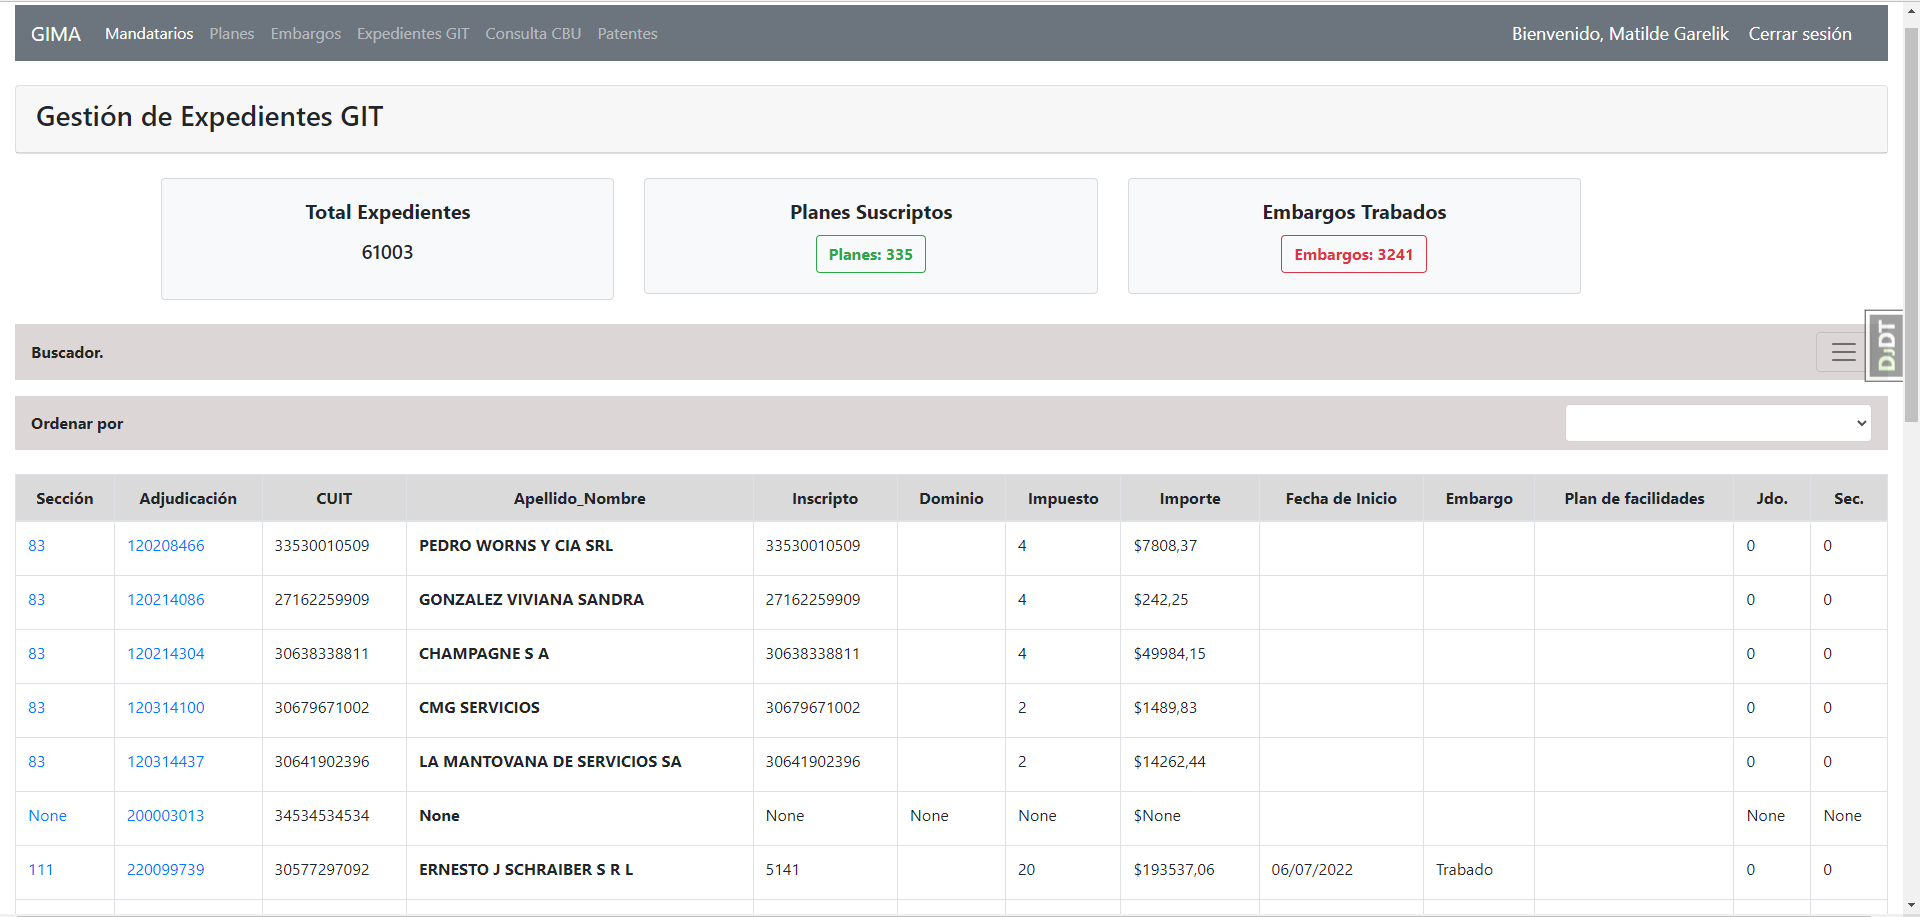 GIMA Mandatarios Planes Embargos Expedientes GIT Consulta CBU Patentes Bienvenido, Matilde Garelik Cerrar sesión
Gestión de Expedientes GIT
Total Expedientes
61003
Planes Suscriptos
Planes: 335
Embargos Trabados
Embargos: 3241
Buscador.
DjDT
Ordenar por
Sección Adjudicación CUIT Apellido_Nombre Inscripto Dominio Impuesto Importe Fecha de Inicio Embargo Plan de facilidades Jdo. Sec.
83 120208466 33530010509 PEDRO WORNS Y CIA SRL 33530010509 4 $7808,37 0 0
83 120214086 27162259909 GONZALEZ VIVIANA SANDRA 27162259909 4 $242,25 0 0
83 120214304 30638338811 CHAMPAGNE S A 30638338811 4 $49984,15 0 0
83 120314100 30679671002 CMG SERVICIOS 30679671002 2 $1489,83 0 0
83 120314437 30641902396 LA MANTOVANA DE SERVICIOS SA 30641902396 2 $14262,44 0 0
None 200003013 34534534534 None None None None $None None None
111 220099739 30577297092 ERNESTO J SCHRAIBER S R L 5141 20 $193537,06 06/07/2022 Trabado 0 0